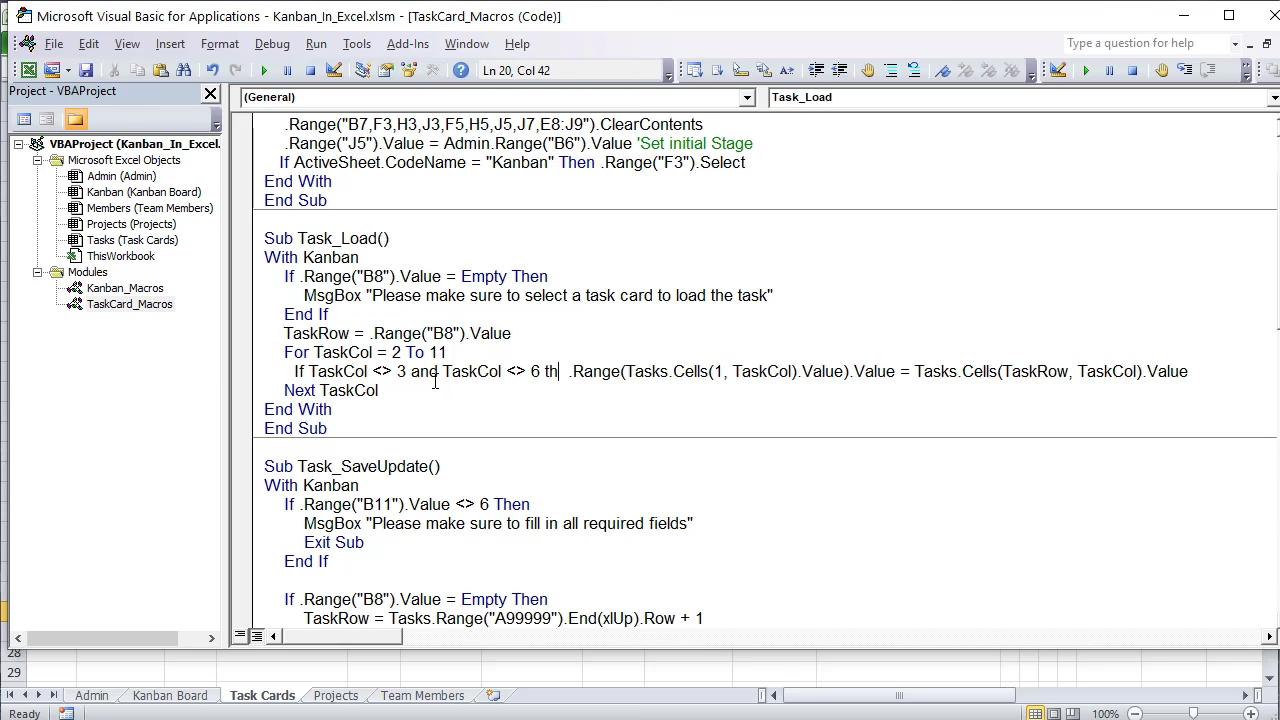 Microsoft Visual Basic for Applications - Kanban_In_Excel.xlsm - [TaskCard_Macros (Code)]
File Edit View Insert Format Debug Run Tools Add-Ins Window Help
Type a question for help
Ln 20, Col 42
Project - VBAProject
(General)
Task_Load
VBAProject (Kanban_In_Excel.
Microsoft Excel Objects
Admin (Admin)
Kanban (Kanban Board)
Members (Team Members)
Projects (Projects)
Tasks (Task Cards)
ThisWorkbook
Modules
Kanban_Macros
TaskCard_Macros
.Range("B7,F3,H3,J3,F5,H5,J5,J7,E8:J9").ClearContents
.Range("J5").Value = Admin.Range("B6").Value 'Set initial Stage
If ActiveSheet.CodeName = "Kanban" Then .Range("F3").Select
End With
End Sub
Sub Task_Load()
With Kanban
If .Range("B8").Value = Empty Then
MsgBox "Please make sure to select a task card to load the task"
End If
TaskRow = .Range("B8").Value
For TaskCol = 2 To 11
If TaskCol <> 3 and TaskCol <> 6 th .Range(Tasks.Cells(1, TaskCol).Value).Value = Tasks.Cells(TaskRow, TaskCol).Value
Next TaskCol
End With
End Sub
Sub Task_SaveUpdate()
With Kanban
If .Range("B11").Value <> 6 Then
MsgBox "Please make sure to fill in all required fields"
Exit Sub
End If
If .Range("B8").Value = Empty Then
TaskRow = Tasks.Range("A99999").End(xlUp).Row + 1
28
29
Admin Kanban Board Task Cards Projects Team Members
Ready
100%